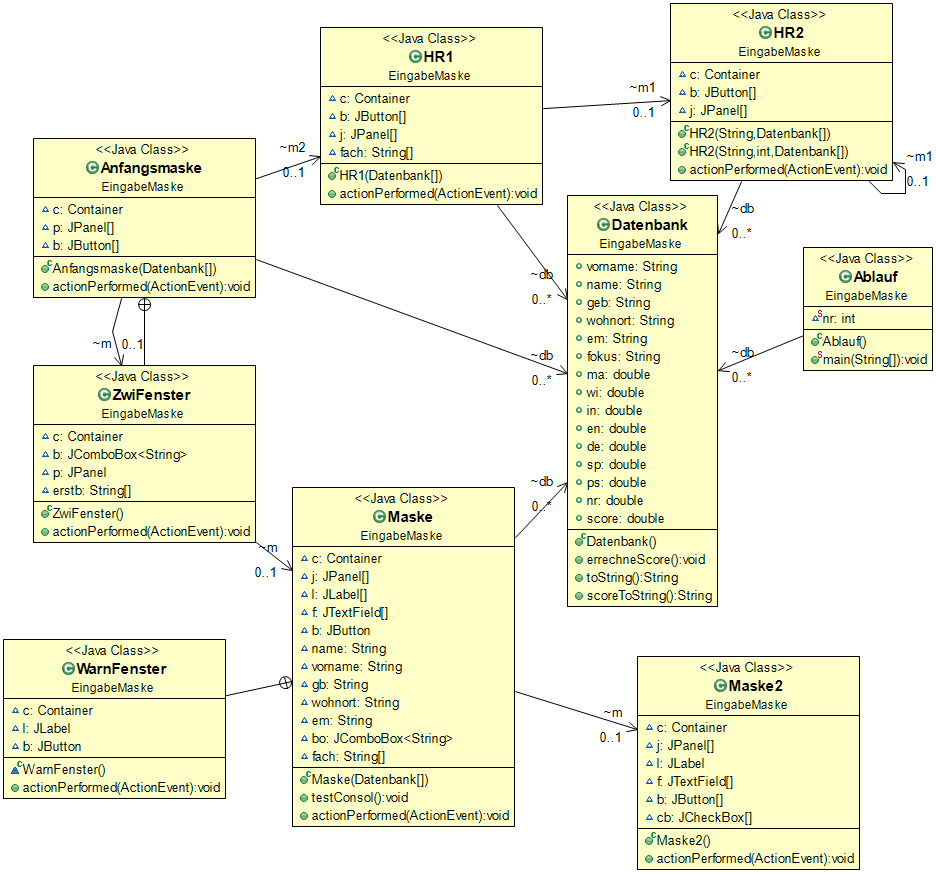 <<Java Class>>
HR2
EingabeMaske
c: Container
b: JButton[]
j: JPanel[]
HR2(String,Datenbank[])
HR2(String,int,Datenbank[])
actionPerformed(ActionEvent):void
<<Java Class>>
HR1
EingabeMaske
c: Container
b: JButton[]
j: JPanel[]
fach: String[]
HR1(Datenbank[])
actionPerformed(ActionEvent):void
~m1
0..1
~m1
0..1
~m2
0..1
<<Java Class>>
Anfangsmaske
EingabeMaske
c: Container
p: JPanel[]
b: JButton[]
Anfangsmaske(Datenbank[])
actionPerformed(ActionEvent):void
<<Java Class>>
Datenbank
EingabeMaske
vorname: String
name: String
geb: String
wohnort: String
em: String
fokus: String
ma: double
wi: double
in: double
en: double
de: double
sp: double
ps: double
nr: double
score: double
Datenbank()
errechneScore():void
toString():String
scoreToString():String
~db
0..*
~db
0..*
~db
0..*
~db
0..*
~db
0..*
<<Java Class>>
Ablauf
EingabeMaske
nr: int
Ablauf()
main(String[]):void
~m
0..1
<<Java Class>>
ZwiFenster
EingabeMaske
c: Container
b: JComboBox<String>
p: JPanel
erstb: String[]
ZwiFenster()
actionPerformed(ActionEvent):void
~m
0..1
<<Java Class>>
Maske
EingabeMaske
c: Container
j: JPanel[]
l: JLabel[]
f: JTextField[]
b: JButton
name: String
vorname: String
gb: String
wohnort: String
em: String
bo: JComboBox<String>
fach: String[]
Maske(Datenbank[])
testConsol():void
actionPerformed(ActionEvent):void
<<Java Class>>
WarnFenster
EingabeMaske
c: Container
l: JLabel
b: JButton
WarnFenster()
actionPerformed(ActionEvent):void
~m
0..1
<<Java Class>>
Maske2
EingabeMaske
c: Container
j: JPanel[]
l: JLabel
f: JTextField[]
b: JButton[]
cb: JCheckBox[]
Maske2()
actionPerformed(ActionEvent):void